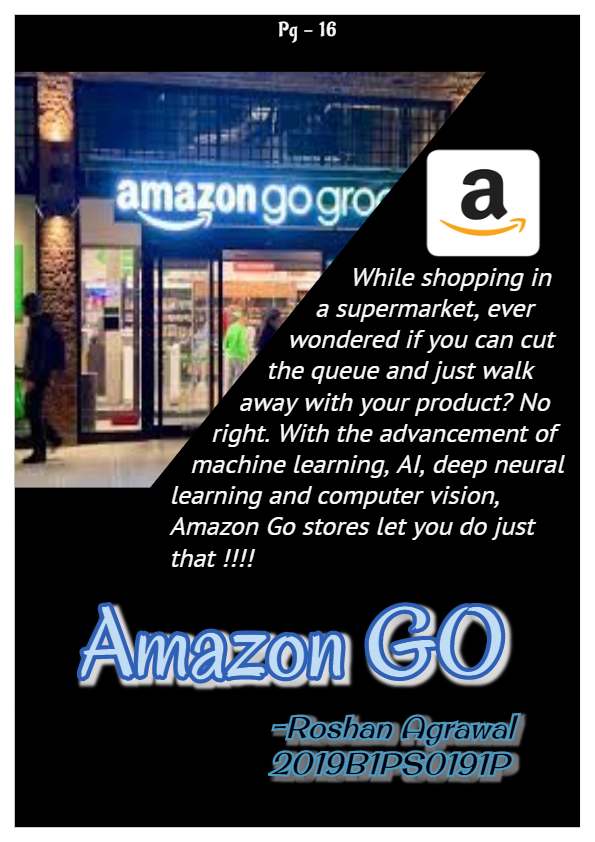 Pg – 16
amazon go groc
a
While shopping in
a supermarket, ever
wondered if you can cut
the queue and just walk
away with your product? No
right. With the advancement of
machine learning, AI, deep neural
learning and computer vision,
Amazon Go stores let you do just
that !!!!
Amazon GO
-Roshan Agrawal
2019B1PS0191P